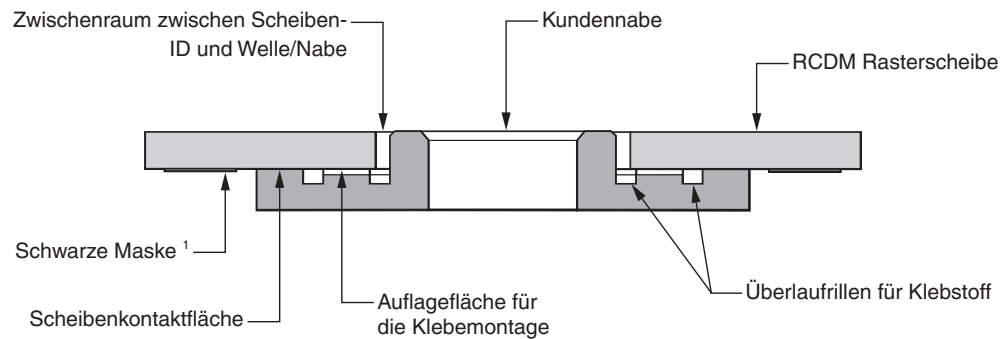 Zwischenraum zwischen Scheiben-
ID und Welle/Nabe
Kundennabe
RCDM Rasterscheibe
Schwarze Maske ¹
Scheibenkontaktfläche
Auflagefläche für
die Klebemontage
Überlaufrillen für Klebstoff